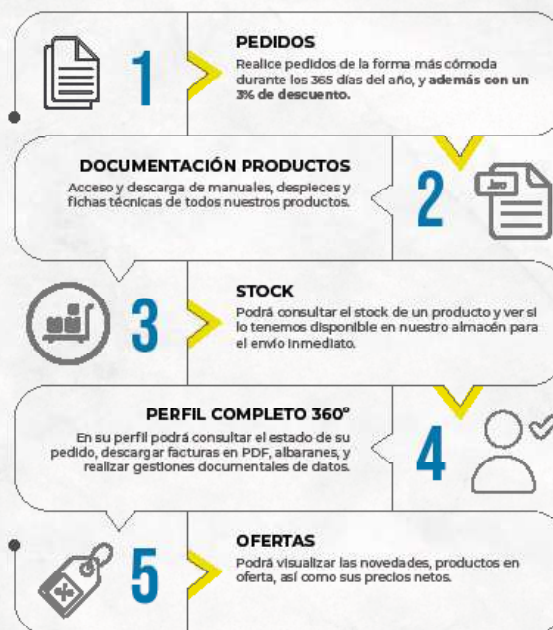 1
PEDIDOS
Realice pedidos de la forma más cómoda
durante los 365 días del año, y además con un
3% de descuento.
DOCUMENTACIÓN PRODUCTOS
Acceso y descarga de manuales, despieces y
fichas técnicas de todos nuestros productos.
2
3
STOCK
Podrá consultar el stock de un producto y ver si
lo tenemos disponible en nuestro almacén para
el envío inmediato.
PERFIL COMPLETO 360º
En su perfil podrá consultar el estado de su
pedido, descargar facturas en PDF, albaranes, y
realizar gestiones documentales de datos.
4
%
5
OFERTAS
Podrá visualizar las novedades, productos en
oferta, así como sus precios netos.